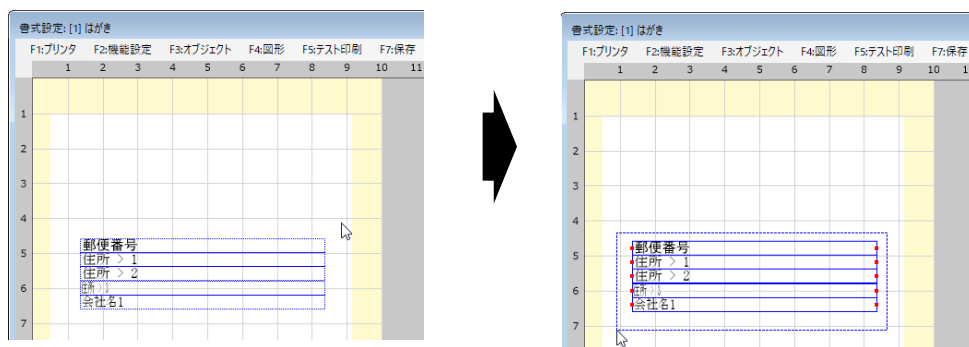 書式設定: [1] はがき
F1:プリンタ F2:機能設定 F3:オブジェクト F4:図形 F5:テスト印刷 F7:保存
1 2 3 4 5 6 7 8 9 10 11
1
2
3
4
郵便番号
5
住所 > 1
住所 > 2
6
住所 > 3
会社名1
7
書式設定: [1] はがき
F1:プリンタ F2:機能設定 F3:オブジェクト F4:図形 F5:テスト印刷 F7:保存
1 2 3 4 5 6 7 8 9 10 1
1
2
3
4
郵便番号
5
住所 > 1
住所 > 2
6
住所 > 3
会社名1
7